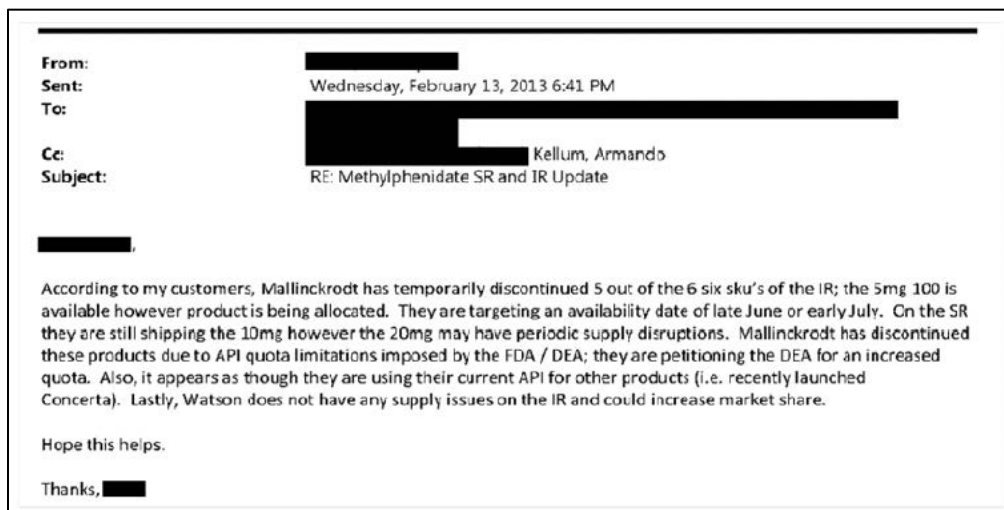 From:
Sent: Wednesday, February 13, 2013 6:41 PM
To:
Cc: Kellum, Armando
Subject: RE: Methylphenidate SR and IR Update
,
According to my customers, Mallinckrodt has temporarily discontinued 5 out of the 6 six sku's of the IR; the 5mg 100 is
available however product is being allocated. They are targeting an availability date of late June or early July. On the SR
they are still shipping the 10mg however the 20mg may have periodic supply disruptions. Mallinckrodt has discontinued
these products due to API quota limitations imposed by the FDA / DEA; they are petitioning the DEA for an increased
quota. Also, it appears as though they are using their current API for other products (i.e. recently launched
Concerta). Lastly, Watson does not have any supply issues on the IR and could increase market share.
Hope this helps.
Thanks,